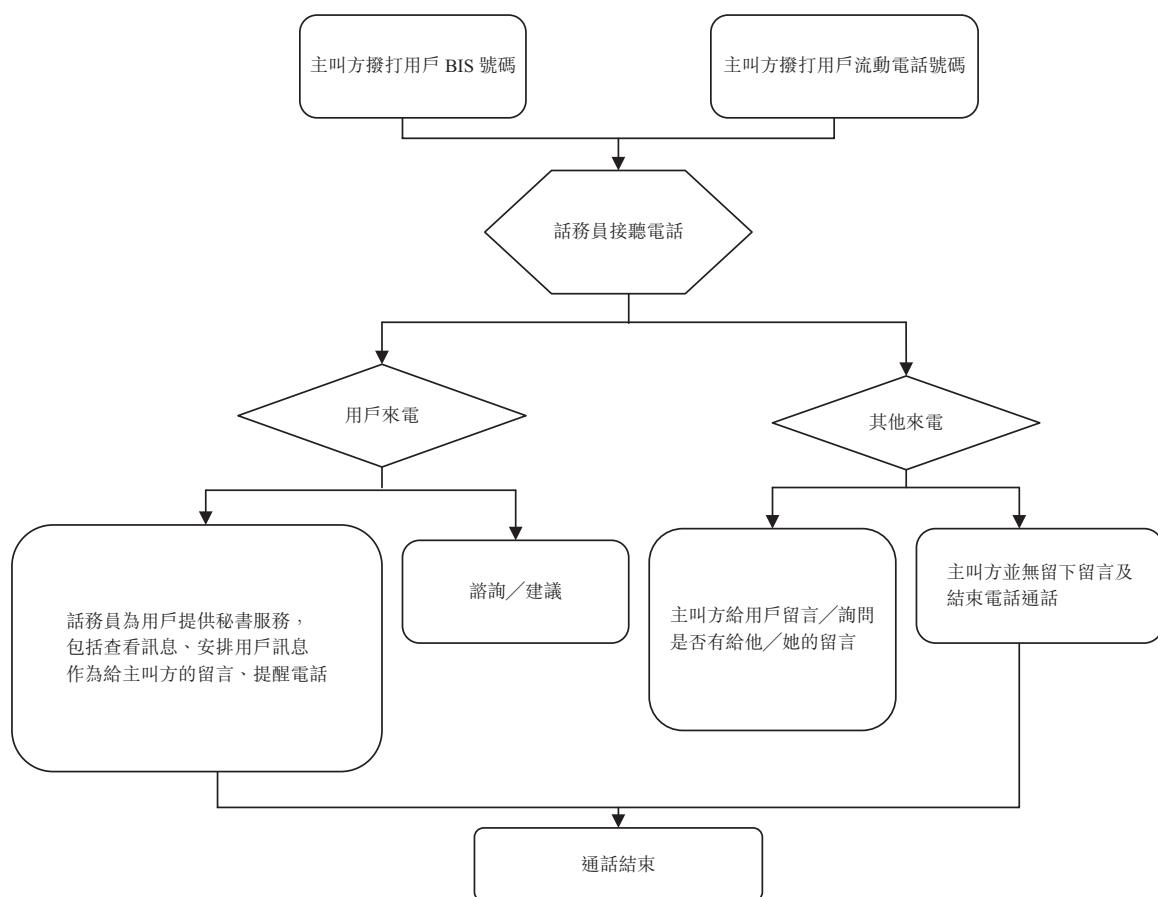 主叫方撥打用戶 BIS 號碼
主叫方撥打用戶流動電話號碼
話務員接聽電話
用戶來電
其他來電
話務員為用戶提供秘書服務，
包括查看訊息、安排用戶訊息
作為給主叫方的留言、提醒電話
諮詢／建議
主叫方給用戶留言／詢問
是否有給他／她的留言
主叫方並無留下留言及
結束電話通話
通話結束